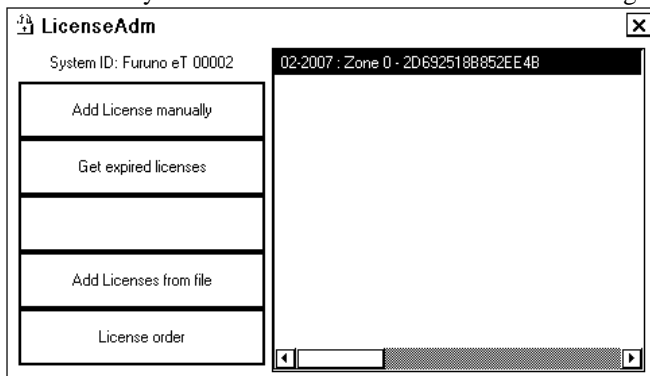 LicenseAdm
System ID: Furuno eT 00002
02-2007 : Zone 0 - 2D692518B852EE4B
Add License manually
Get expired licenses
Add Licenses from file
License order